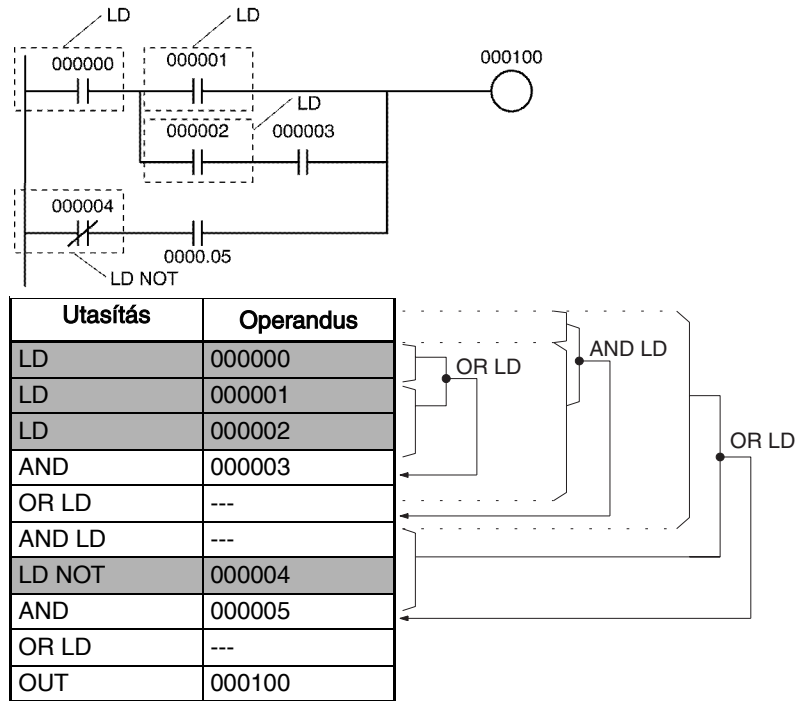 LD LD
000000 000001 000100
LD
000002 000003
000004
0000.05
LD NOT
Utasítás Operandus
LD 000000
LD 000001
LD 000002
AND 000003
OR LD ---
AND LD ---
LD NOT 000004
AND 000005
OR LD ---
OUT 000100
AND LD
OR LD
OR LD